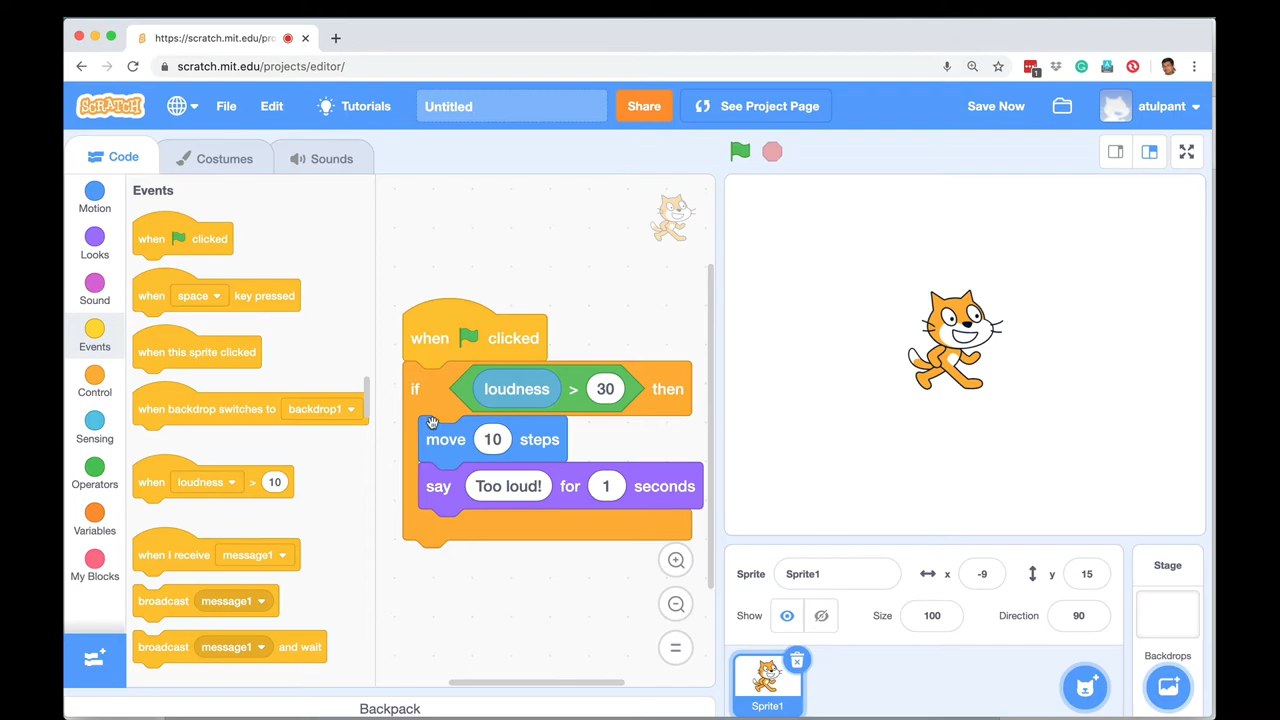 https://scratch.mit.edu/pro
scratch.mit.edu/projects/editor/
1
SCRATCH
File
Edit
Tutorials
Untitled
Share
See Project Page
Save Now
atulpant
Code
Costumes
Sounds
Motion
Looks
Sound
Events
Control
Sensing
Operators
Variables
My Blocks
Events
when clicked
when space key pressed
when this sprite clicked
when backdrop switches to backdrop1
when loudness > 10
when I receive message1
broadcast message1
broadcast message1 and wait
when clicked
if loudness > 30 then
move 10 steps
say Too loud! for 1 seconds
Backpack
Sprite Sprite1 x -9 y 15
Show Size 100 Direction 90
Sprite1
Stage
Backdrops